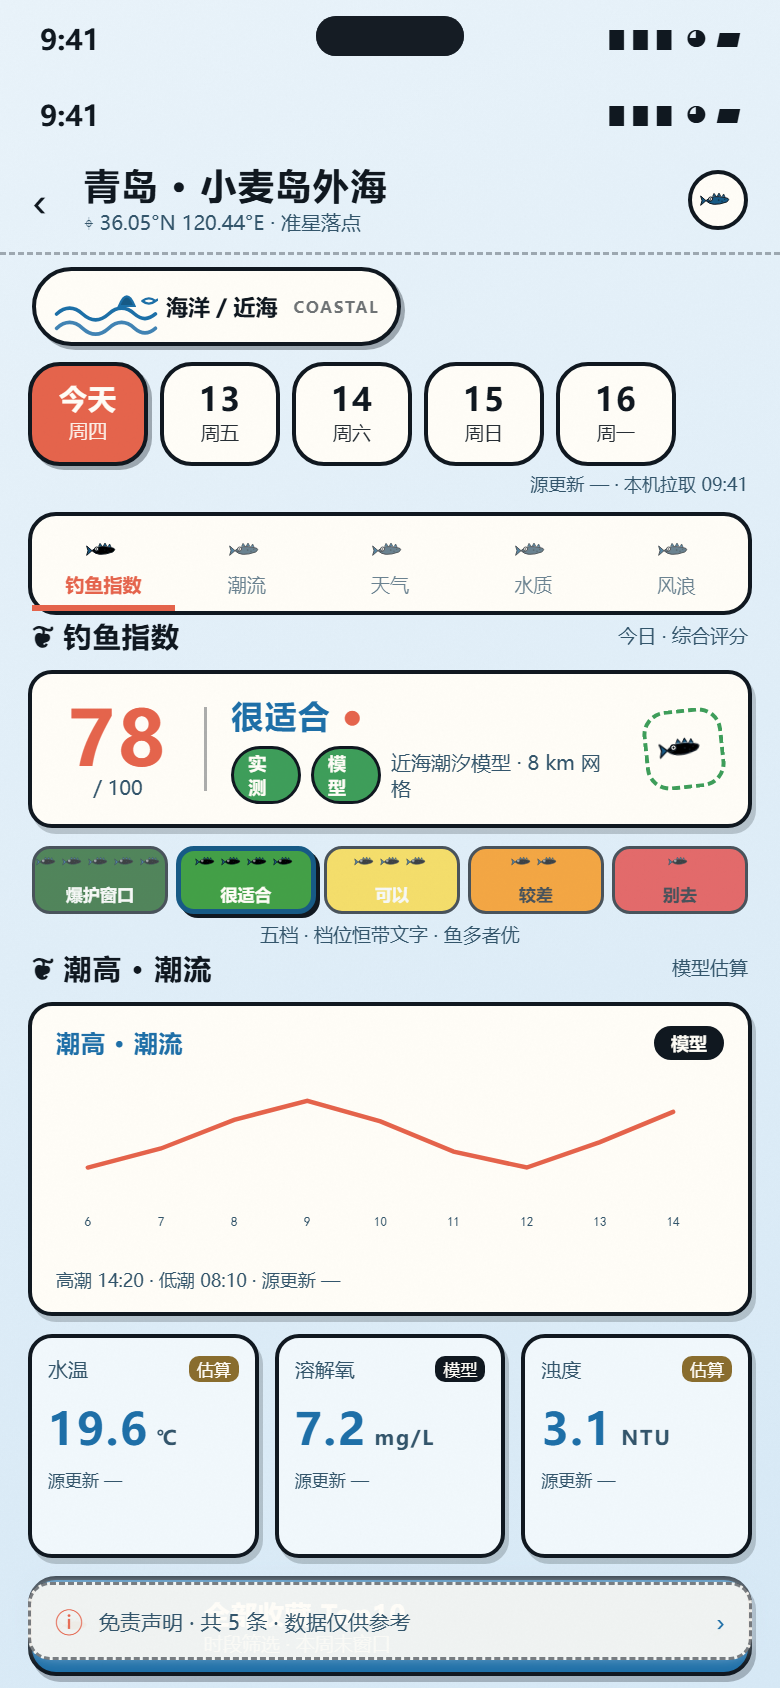 9:41
9:41
‹ 青岛 · 小麦岛外海
⌖ 36.05°N 120.44°E · 准星落点
海洋 / 近海 COASTAL
今天 13 14 15 16
周四 周五 周六 周日 周一
源更新 — · 本机拉取 09:41
钓鱼指数 潮流 天气 水质 风浪
❦ 钓鱼指数 今日 · 综合评分
78
/ 100
很适合
实测 模型 近海潮汐模型 · 8 km 网
格
爆护窗口 很适合 可以 较差 别去
五档 · 档位恒带文字 · 鱼多者优
❦ 潮高 · 潮流 模型估算
潮高 · 潮流 模型
6 7 8 9 10 11 12 13 14
高潮 14:20 · 低潮 08:10 · 源更新 —
水温 估算 溶解氧 模型 浊度 估算
19.6 ℃ 7.2 mg/L 3.1 NTU
源更新 — 源更新 — 源更新 —
免责声明 · 共 5 条 · 数据仅供参考 ›
时段筛选 · 本周末窗口